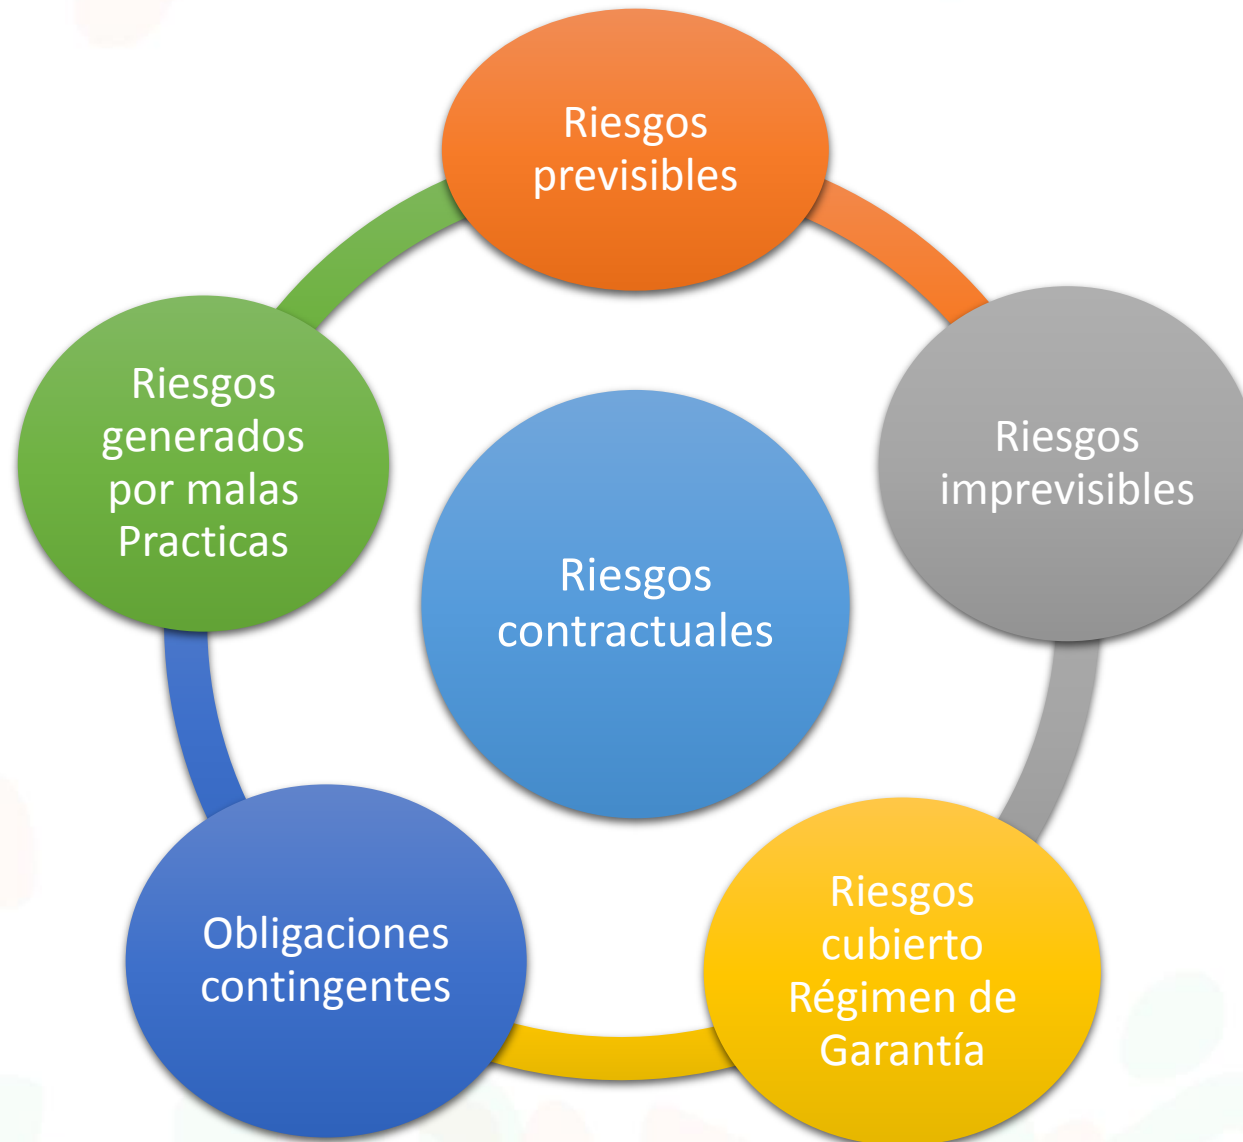 Riesgos
previsibles
Riesgos
generados
por malas
Practicas
Riesgos
imprevisibles
Riesgos
contractuales
Obligaciones
contingentes
Riesgos
cubierto
Régimen de
Garantía